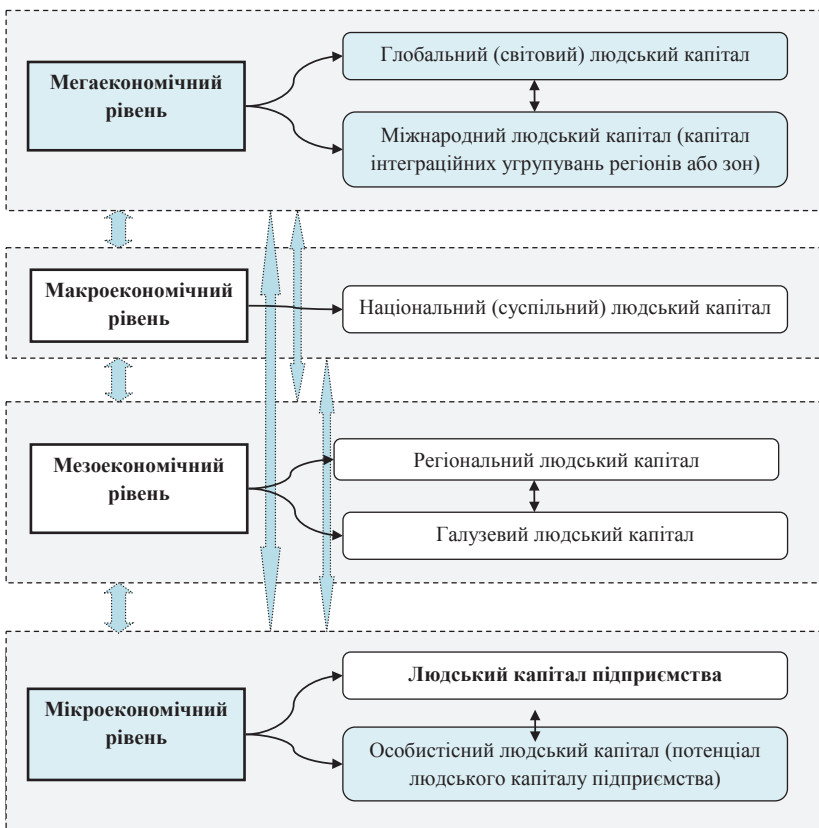 Мегаекономічний
рівень
Глобальний (світовий) людський капітал
Міжнародний людський капітал (капітал
інтеграційних угрупувань регіонів або зон)
Макроекономічний
рівень
Національний (суспільний) людський капітал
Мезоекономічний
рівень
Регіональний людський капітал
Галузевий людський капітал
Мікроекономічний
рівень
Людський капітал підприємства
Особистісний людський капітал (потенціал
людського капіталу підприємства)